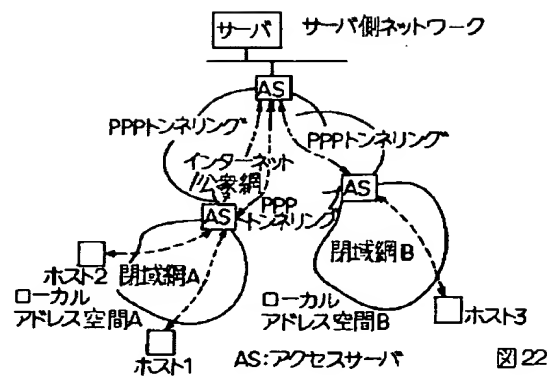 サーバ
サーバ側ネットワーク
AS
PPPトンネリング
PPPトンネリング
インターネット
公衆網
AS
PPP
トンネリング
AS
閉域網A
閉域網B
ホスト2
ローカル
アドレス空間A
ローカル
アドレス空間B
ホスト3
ホスト1
AS:アクセスサーバ
図22